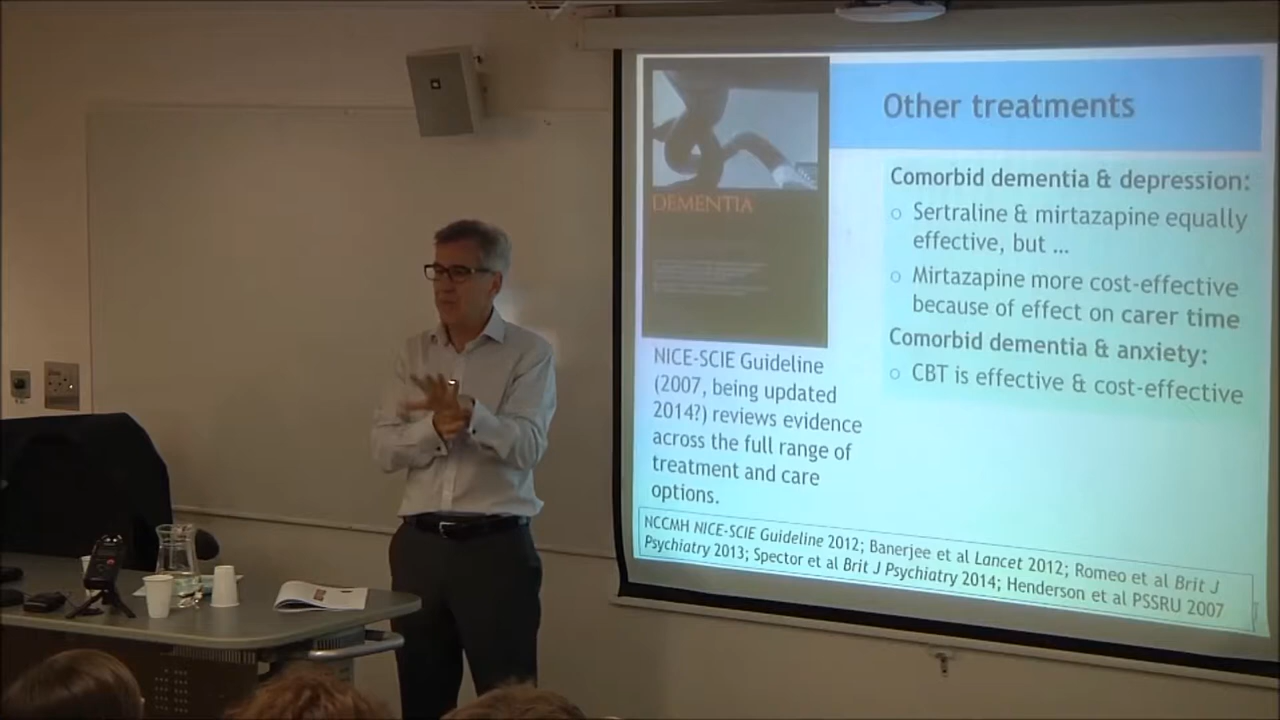 Other treatments
DEMENTIA
Comorbid dementia & depression:
Sertraline & mirtazapine equally
effective, but ...
Mirtazapine more cost-effective
because of effect on carer time
Comorbid dementia & anxiety:
CBT is effective & cost-effective
NICE-SCIE Guideline
(2007, being updated
2014?) reviews evidence
across the full range of
treatment and care
options.
NCCMH NICE-SCIE Guideline 2012; Banerjee et al Lancet 2012; Romeo et al Brit J
Psychiatry 2013; Spector et al Brit J Psychiatry 2014; Henderson et al PSSRU 2007